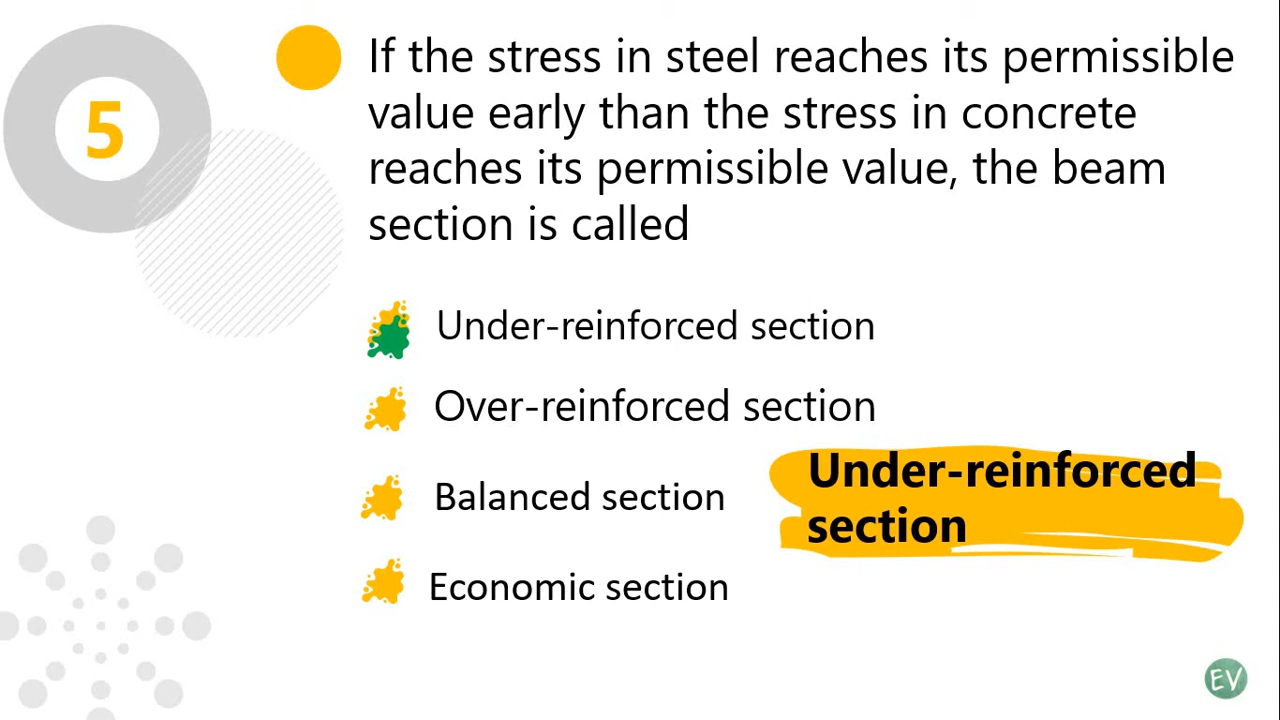 5
If the stress in steel reaches its permissible
value early than the stress in concrete
reaches its permissible value, the beam
section is called
Under-reinforced section
Over-reinforced section
Balanced section
Economic section
Under-reinforced
section
EV